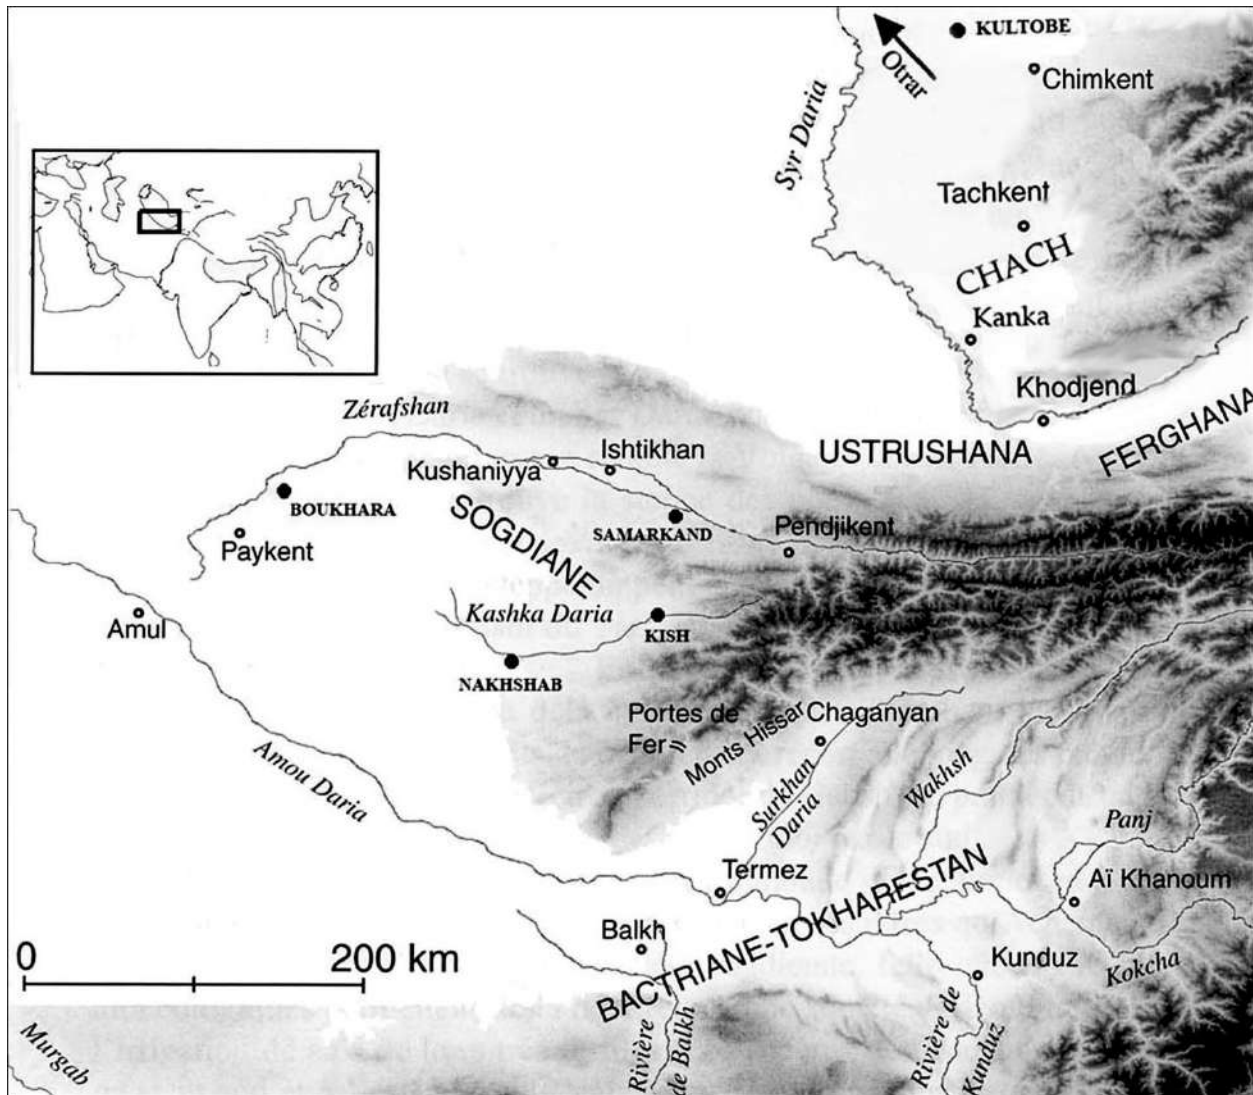 KULTOBE
Otrar
Chimkent
Syr Daria
Tachkent
CHACH
Kanka
Khodjend
Zérafshan
USTRUSHANA
FERGHANA
Ishtikhan
Kushaniyya
BOUKHARA
SOGDIANE
SAMARKAND
Pendjikent
Paykent
Kashka Daria
Amul
KISH
NAKHSHAB
Portes de
Fer
Monts Hissar
Chaganyan
Amou Daria
Surkhan
Daria
Wakhsh
Panj
Termez
Aï Khanoum
BACTRIANE-TOKHARESTAN
Balkh
Kunduz
Kokcha
0 200 km
Murgab
Rivière
de Balkh
Rivière de
Kunduz